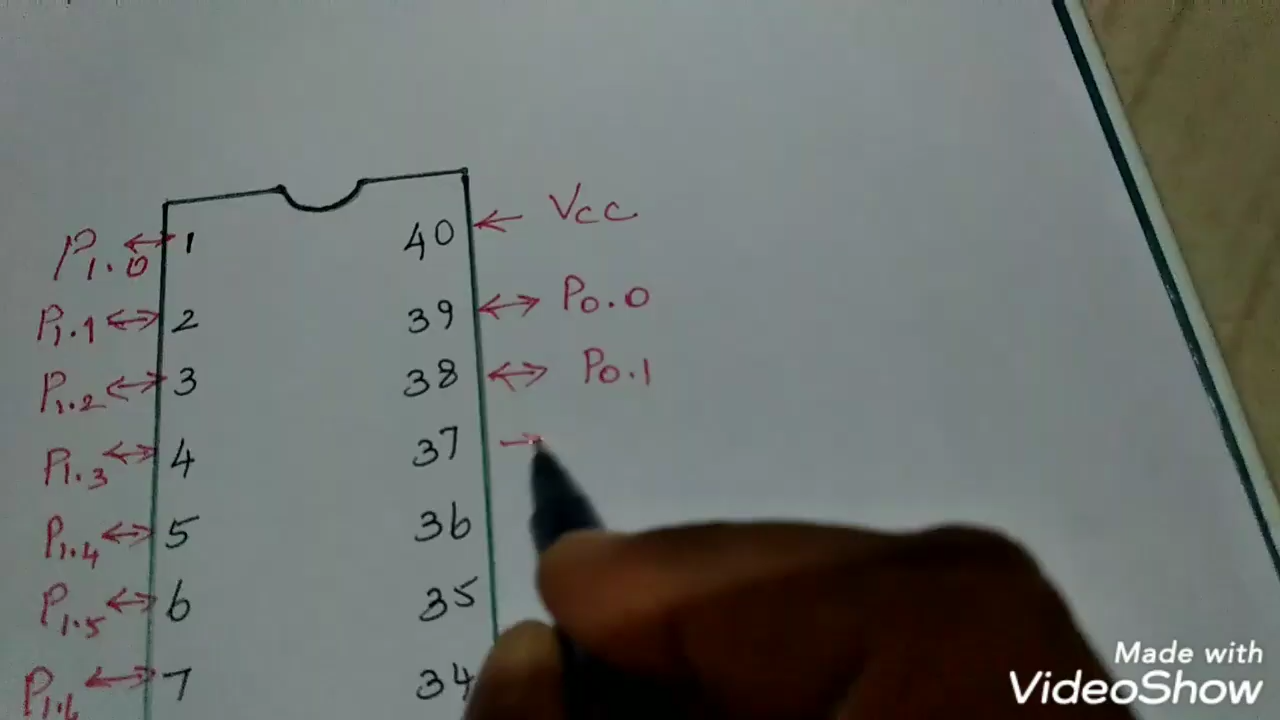 P1.0 1 40 Vcc
P1.1 2 39 P0.0
P1.2 3 38 P0.1
P1.3 4 37
P1.4 5 36
P1.5 6 35
P1.6 7 34
Made with
VideoShow